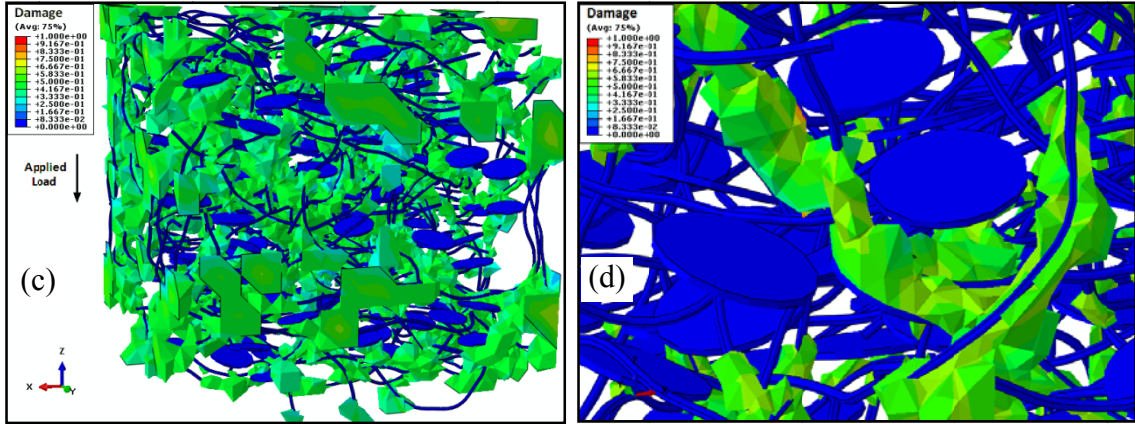 Damage
(Avg: 75%)
+1.000e+00
+9.167e-01
+8.333e-01
+7.500e-01
+6.667e-01
+5.833e-01
+5.000e-01
+4.167e-01
+3.333e-01
+2.500e-01
+1.667e-01
+8.333e-02
+0.000e+00
Applied
Load
(c)
Z
X
Y
Damage
(Avg: 75%)
+1.000e+00
+9.167e-01
+8.333e-01
+7.500e-01
+6.667e-01
+5.833e-01
+5.000e-01
+4.167e-01
+3.333e-01
+2.500e-01
+1.667e-01
+8.333e-02
+0.000e+00
(d)